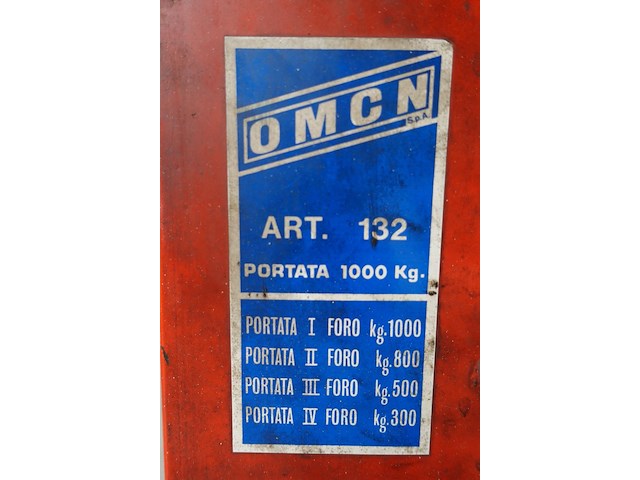 OMCN
S.p.A.
ART. 132
PORTATA 1000 Kg.
PORTATA I FORO kg.1000
PORTATA II FORO kg.800
PORTATA III FORO kg.500
PORTATA IV FORO kg.300